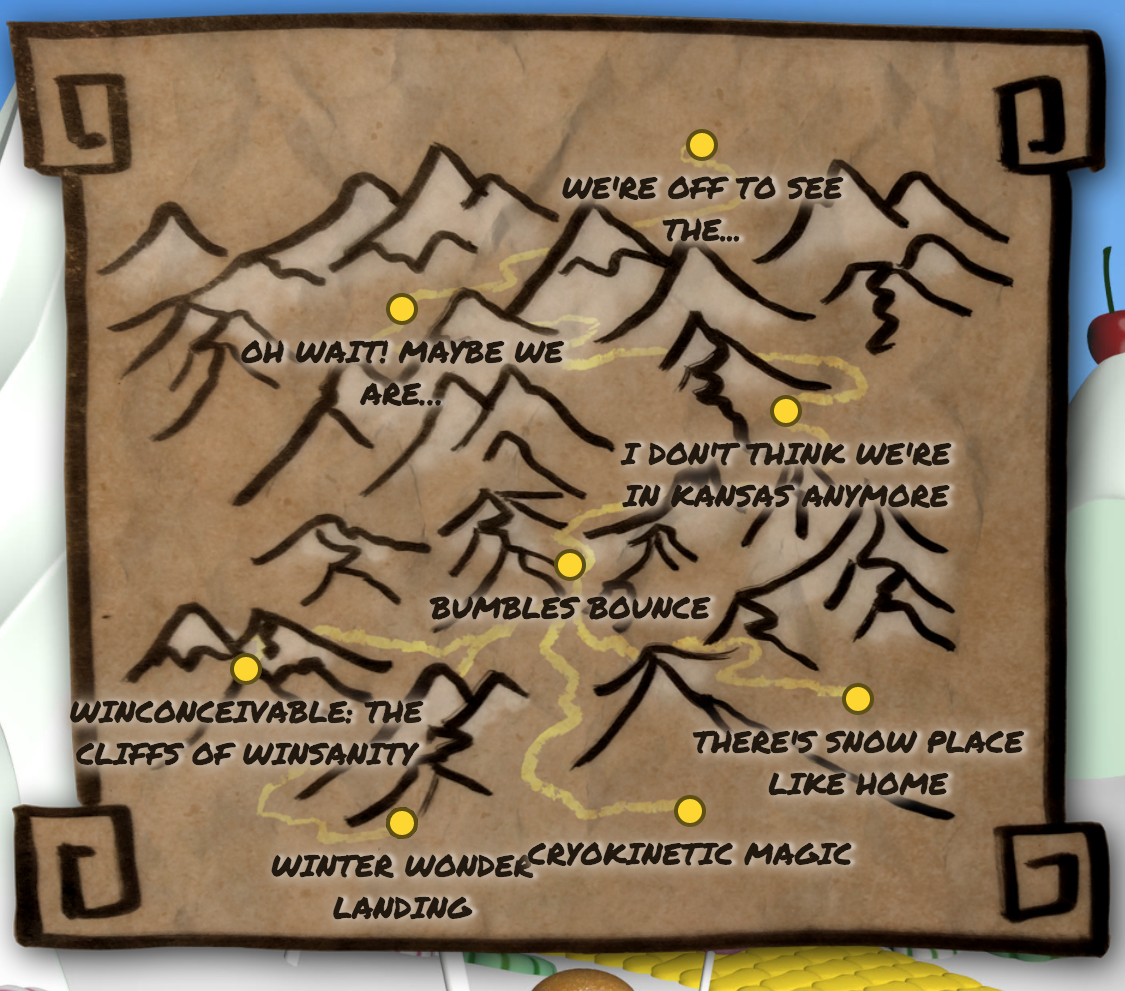 WE'RE OFF TO SEE
THE...
OH WAIT! MAYBE WE
ARE...
I DON'T THINK WE'RE
IN KANSAS ANYMORE
BUMBLES BOUNCE
WINCONCEIVABLE: THE
CLIFFS OF WINSANITY
THERE'S SNOW PLACE
LIKE HOME
WINTER WONDER
LANDING
CRYOKINETIC MAGIC